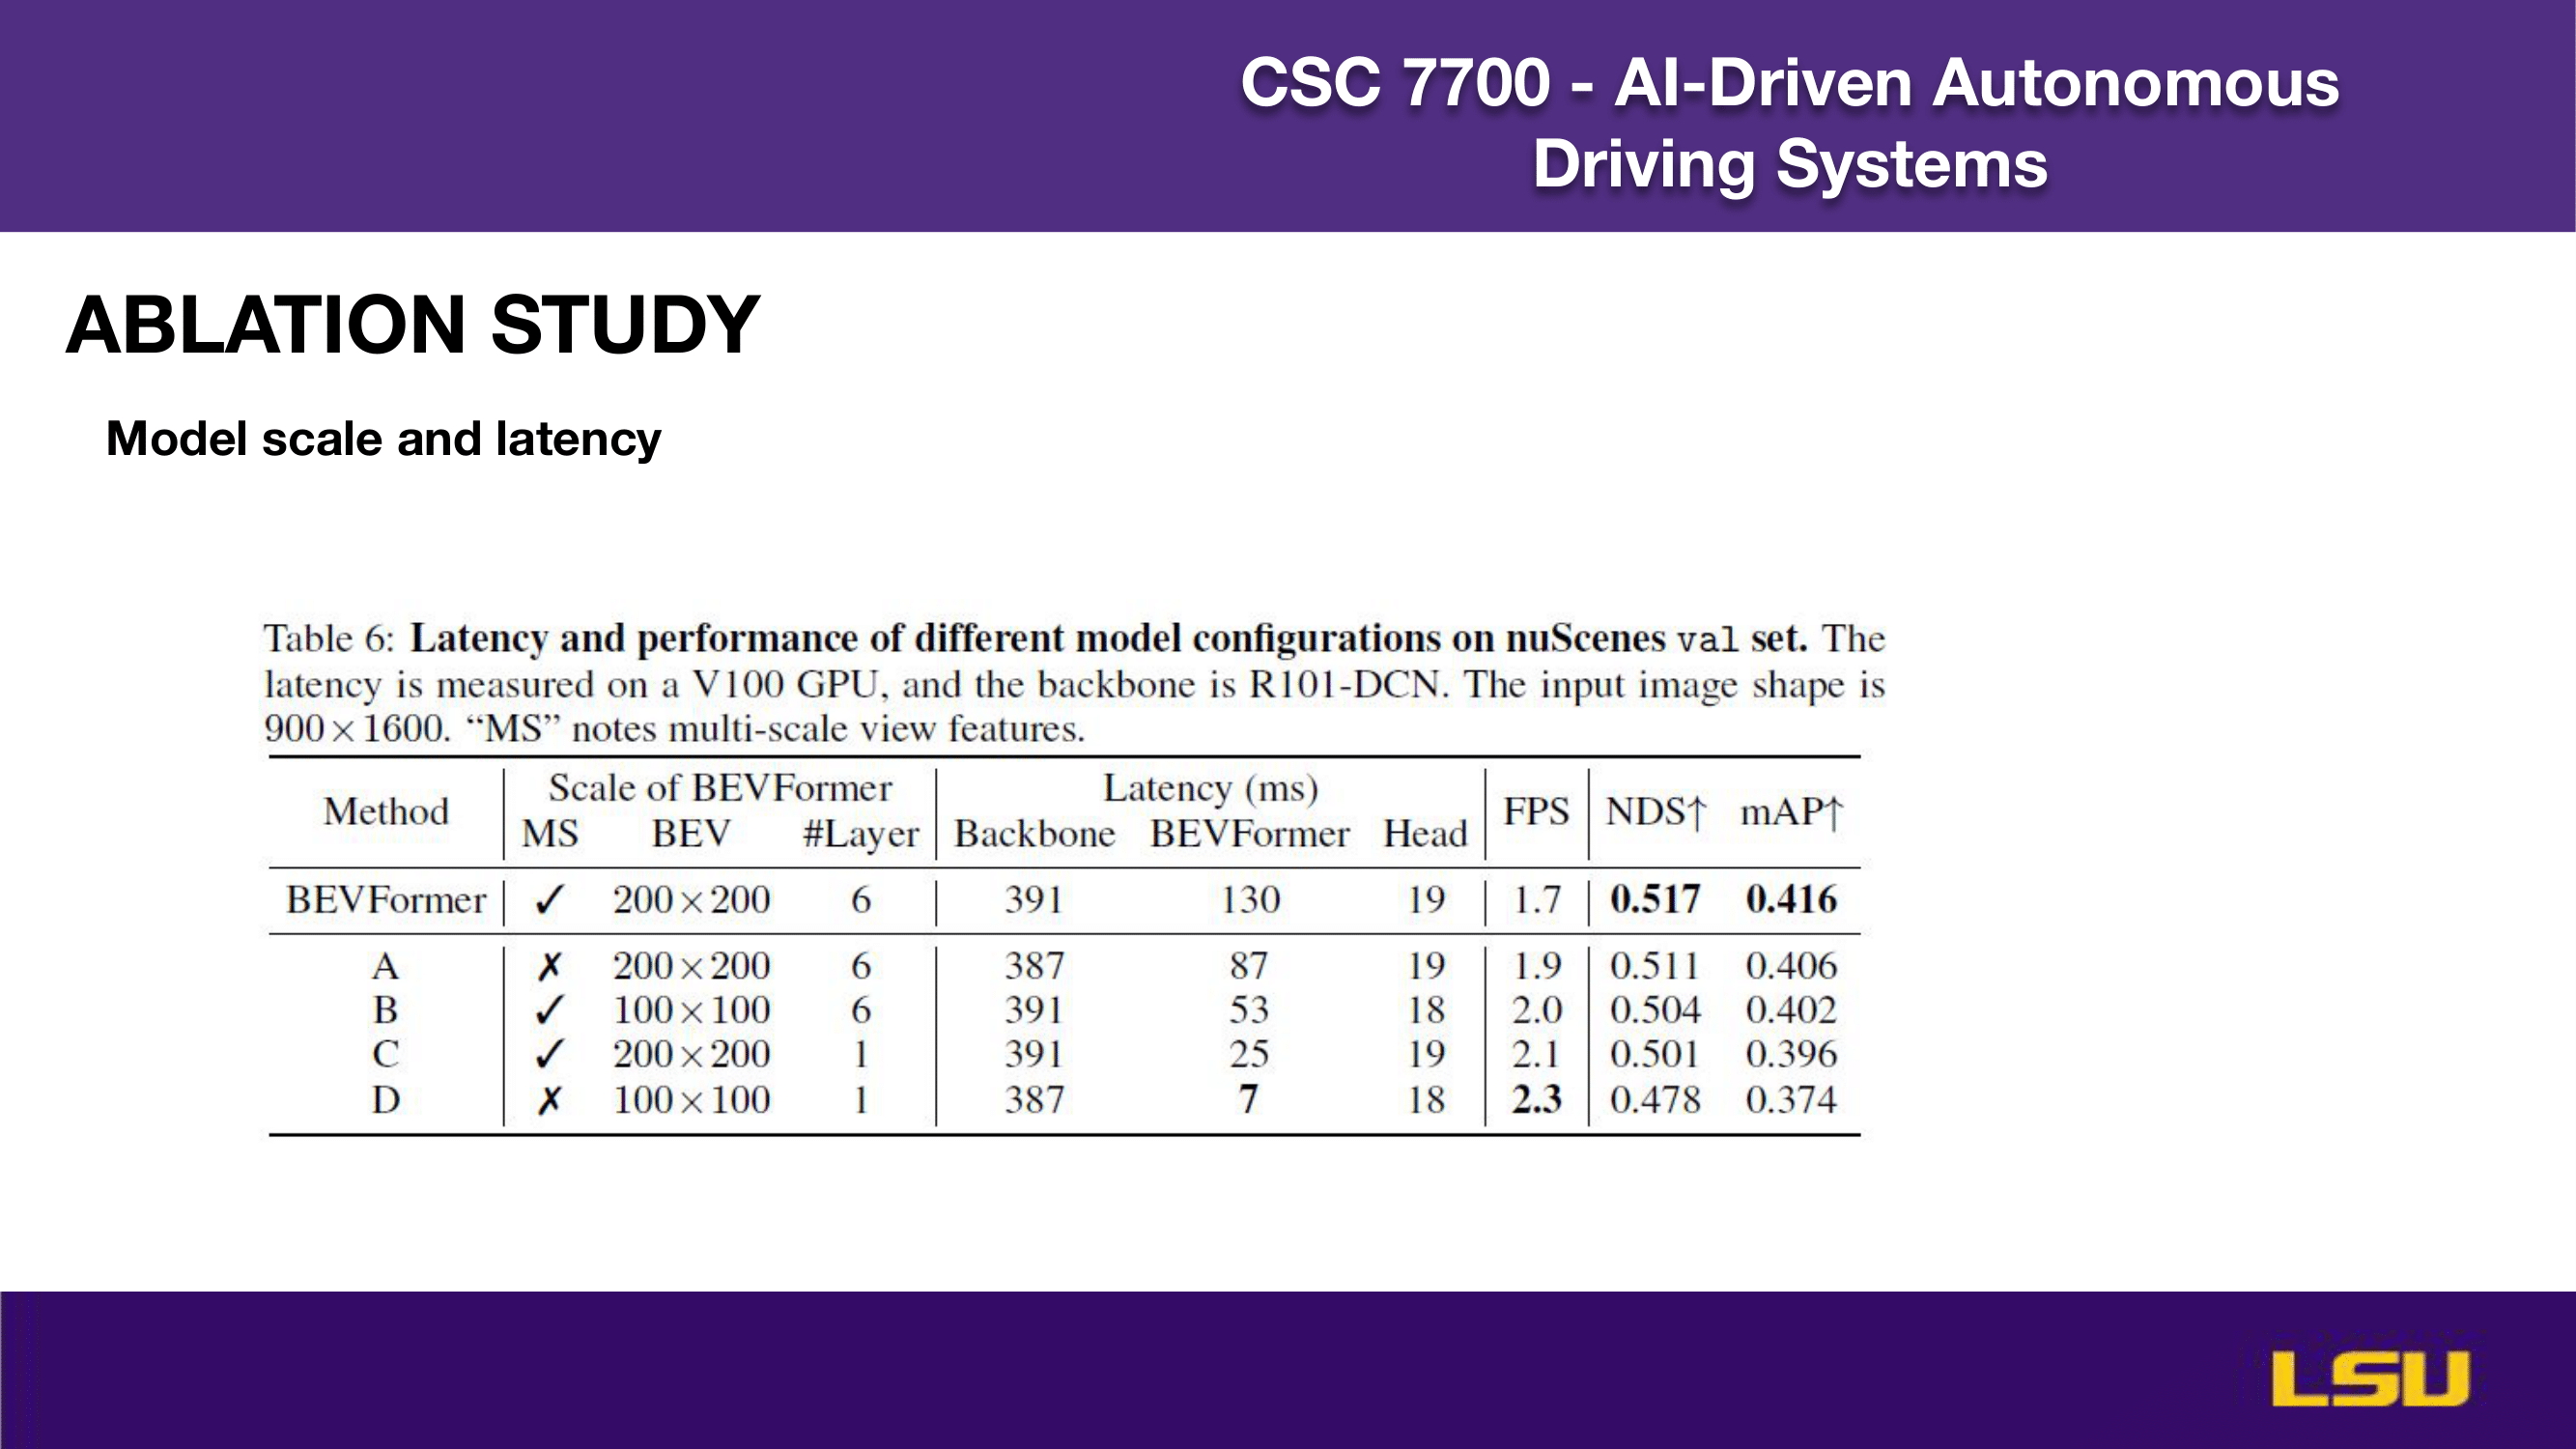 CSC 7700 - AI-Driven Autonomous
Driving Systems
ABLATION STUDY
Model scale and latency
Table 6: Latency and performance of different model configurations on nuScenes val set. The
latency is measured on a V100 GPU, and the backbone is R101-DCN. The input image shape is
900×1600. “MS” notes multi-scale view features.
Method Scale of BEVFormer Latency (ms) FPS NDS↑ mAP↑
MS BEV #Layer Backbone BEVFormer Head
BEVFormer ✓ 200×200 6 391 130 19 1.7 0.517 0.416
A ✗ 200×200 6 387 87 19 1.9 0.511 0.406
B ✓ 100×100 6 391 53 18 2.0 0.504 0.402
C ✓ 200×200 1 391 25 19 2.1 0.501 0.396
D ✗ 100×100 1 387 7 18 2.3 0.478 0.374
LSU